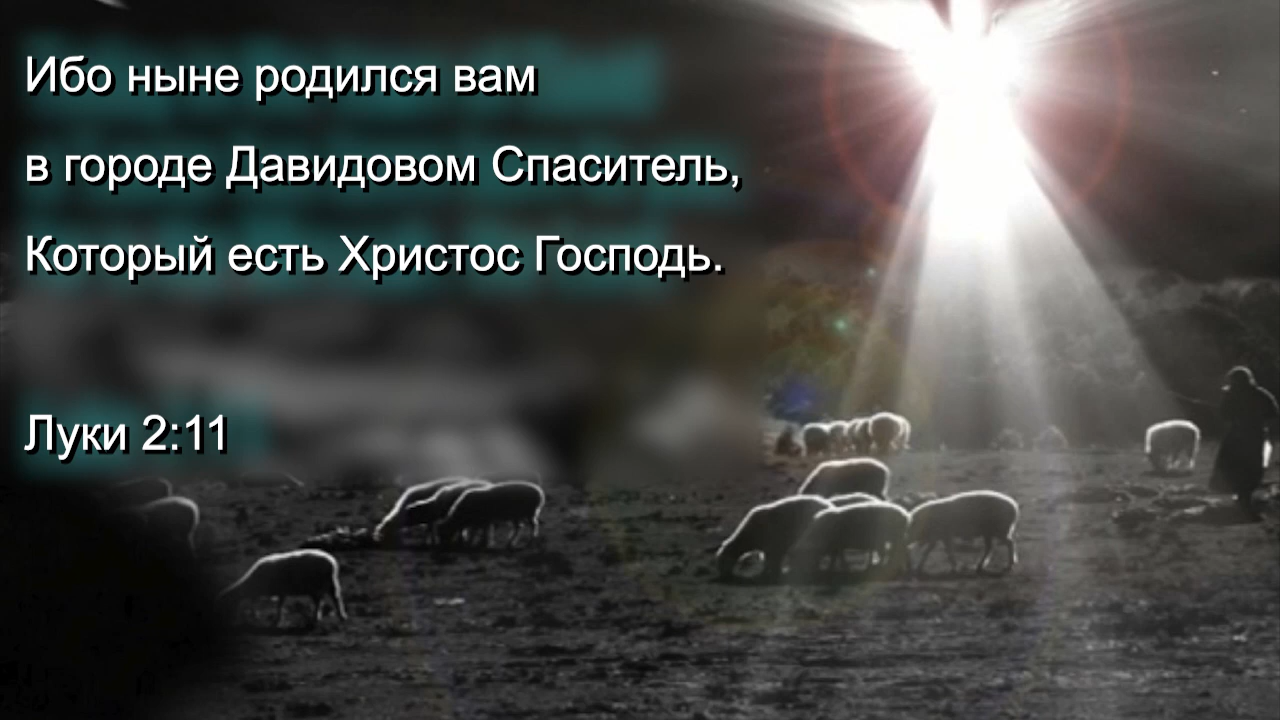 Ибо ныне родился вам
в городе Давидовом Спаситель,
Который есть Христос Господь.
Луки 2:11